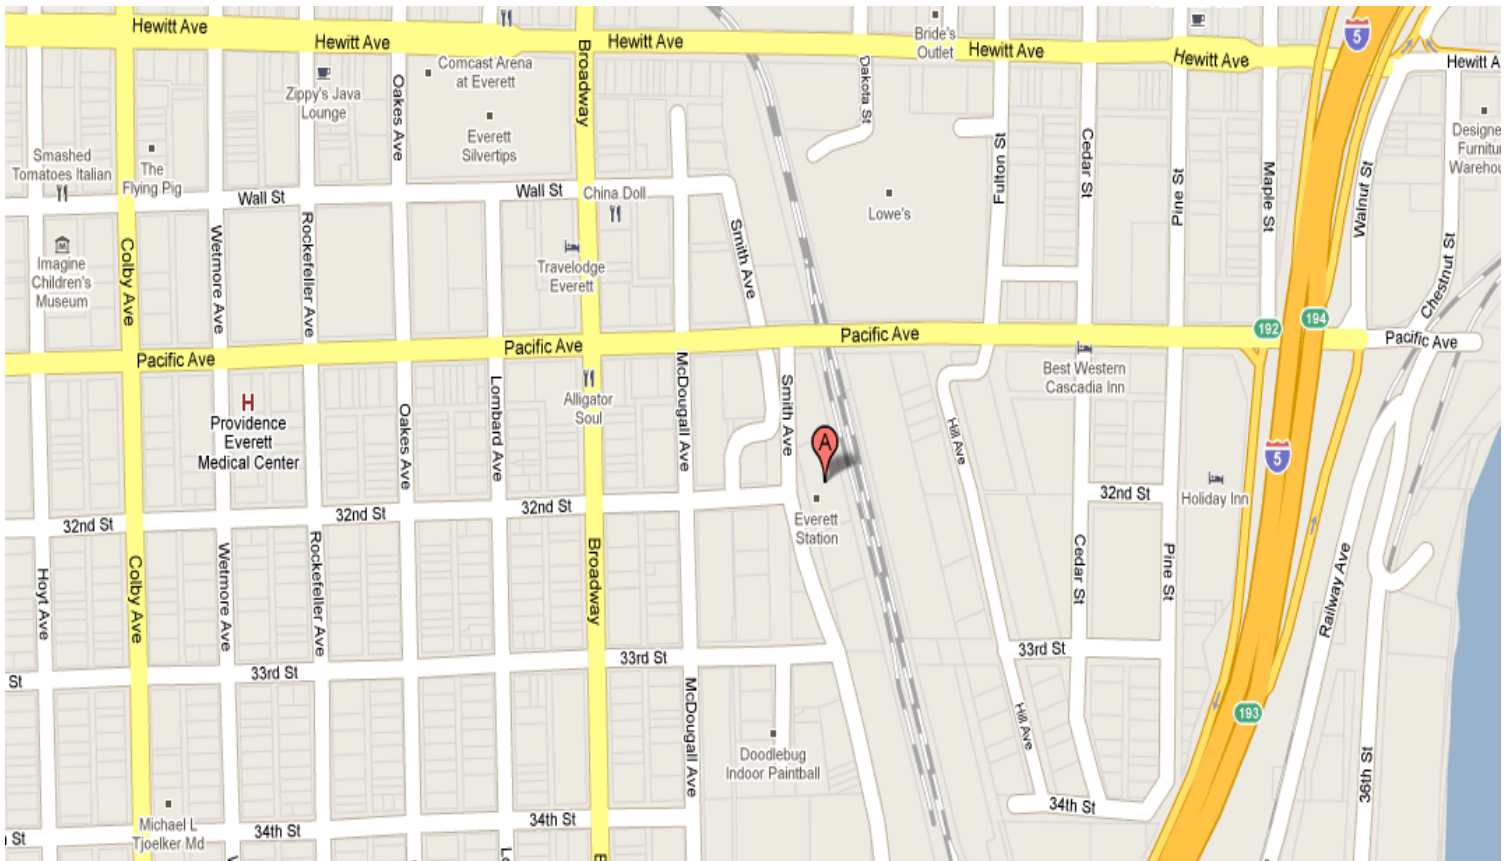 Hewitt Ave
Hewitt Ave
Hewitt Ave
Bride's
Outlet
Hewitt Ave
Hewitt Ave
5
Hewitt A
Comcast Arena
at Everett
Zippy's Java
Lounge
Oakes Ave
Broadway
Everett
Silvertips
Dakota St
Fulton St
Cedar St
Pine St
Maple St
Walnut St
Designe
Furnitur
Warehou
Smashed
Tomatoes Italian
The
Flying Pig
Wall St
Wall St
China Doll
Lowe's
Imagine
Children's
Museum
Colby Ave
Wetmore Ave
Rockefeller Ave
Travelodge
Everett
Smith Ave
Chestnut St
192
194
Pacific Ave
Pacific Ave
Pacific Ave
Pacific Ave
H
Providence
Everett
Medical Center
Oakes Ave
Lombard Ave
Alligator
Soul
McDougall Ave
Smith Ave
A
Everett
Station
Hill Ave
Best Western
Cascadia Inn
5
Holiday Inn
32nd St
32nd St
32nd St
32nd St
Hoyt Ave
Colby Ave
Wetmore Ave
Rockefeller Ave
Broadway
Cedar St
Pine St
Railway Ave
St
33rd St
33rd St
33rd St
McDougall Ave
Hill Ave
193
Doodlebug
Indoor Paintball
36th St
Michael L
Tjoelker Md
St
34th St
34th St
34th St
W
Lo
B